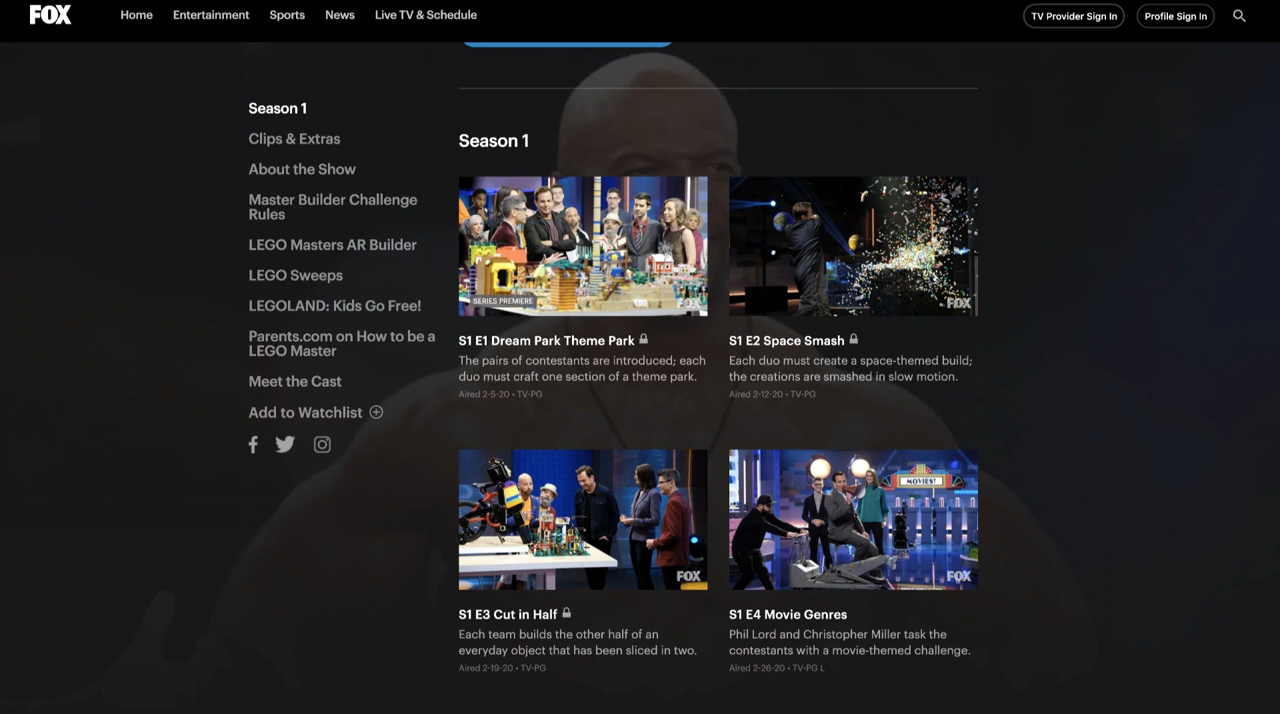 FOX
Home
Entertainment
Sports
News
Live TV & Schedule
TV Provider Sign In
Profile Sign In
Season 1
Clips & Extras
About the Show
Master Builder Challenge
Rules
LEGO Masters AR Builder
LEGO Sweeps
LEGOLAND: Kids Go Free!
Parents.com on How to be a
LEGO Master
Meet the Cast
Add to Watchlist
Season 1
SERIES PREMIERE
FOX
S1 E1 Dream Park Theme Park
The pairs of contestants are introduced; each
duo must craft one section of a theme park.
Aired 2-5-20 • TV-PG
FOX
S1 E2 Space Smash
Each duo must create a space-themed build;
the creations are smashed in slow motion.
Aired 2-12-20 • TV-PG
FOX
S1 E3 Cut in Half
Each team builds the other half of an
everyday object that has been sliced in two.
Aired 2-19-20 • TV-PG
MOVIES!
FOX
S1 E4 Movie Genres
Phil Lord and Christopher Miller task the
contestants with a movie-themed challenge.
Aired 2-26-20 • TV-PG L